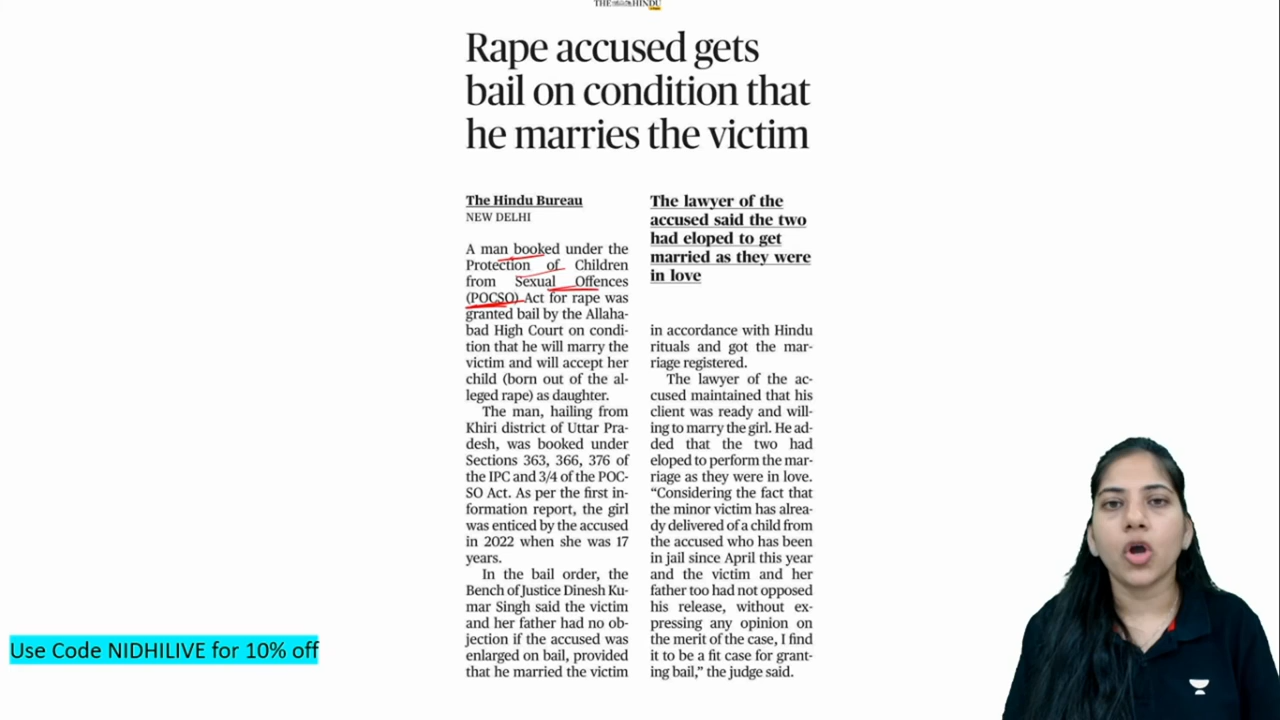 THE HINDU
Rape accused gets
bail on condition that
he marries the victim
The Hindu Bureau
NEW DELHI
A man booked under the
Protection of Children
from Sexual Offences
(POCSO) Act for rape was
granted bail by the Allaha-
bad High Court on condi-
tion that he will marry the
victim and will accept her
child (born out of the al-
leged rape) as daughter.
The man, hailing from
Khiri district of Uttar Pra-
desh, was booked under
Sections 363, 366, 376 of
the IPC and 3/4 of the POC-
SO Act. As per the first in-
formation report, the girl
was enticed by the accused
in 2022 when she was 17
years.
In the bail order, the
Bench of Justice Dinesh Ku-
mar Singh said the victim
and her father had no ob-
jection if the accused was
enlarged on bail, provided
that he married the victim
The lawyer of the
accused said the two
had eloped to get
married as they were
in love
in accordance with Hindu
rituals and got the mar-
riage registered.
The lawyer of the ac-
cused maintained that his
client was ready and will-
ing to marry the girl. He ad-
ded that the two had
eloped to perform the mar-
riage as they were in love.
“Considering the fact that
the minor victim has alrea-
dy delivered of a child from
the accused who has been
in jail since April this year
and the victim and her
father too had not opposed
his release, without ex-
pressing any opinion on
the merit of the case, I find
it to be a fit case for grant-
ing bail,” the judge said.
Use Code NIDHILIVE for 10% off